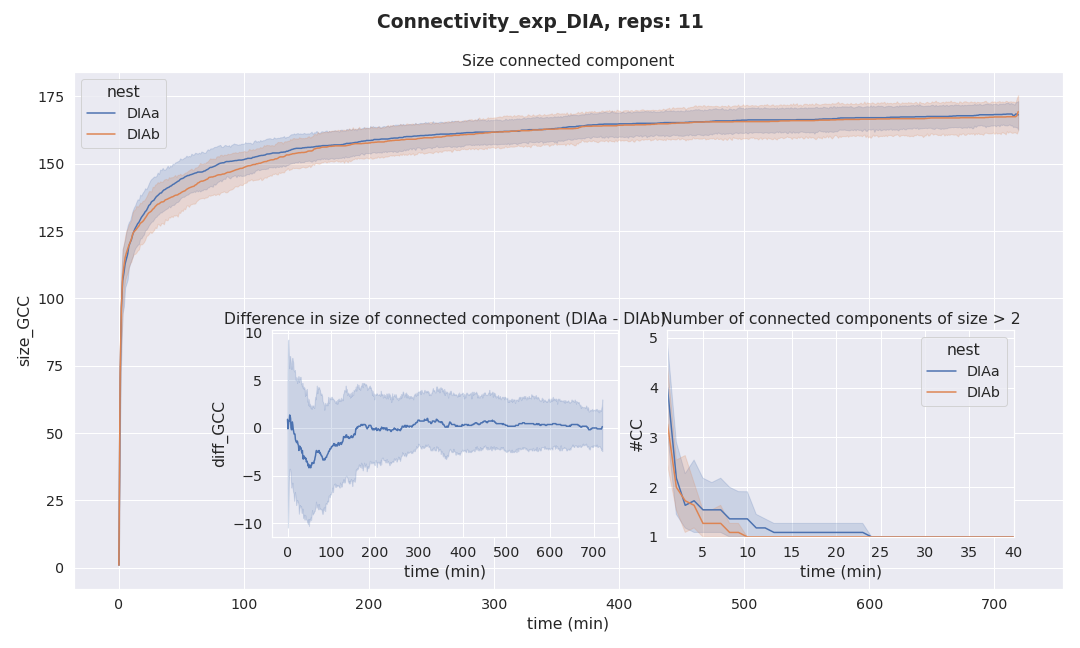 Connectivity_exp_DIA, reps: 11
Size connected component
nest
DIAa
DIAb
size_GCC
175
150
125
100
75
50
25
0
0 100 200 300 400 500 600 700
time (min)
Difference in size of connected component (DIAa - DIAb)
diff_GCC
10
5
0
−5
−10
0 100 200 300 400 500 600 700
time (min)
Number of connected components of size > 2
nest
DIAa
DIAb
#CC
5
4
3
2
1
5 10 15 20 25 30 35 40
time (min)